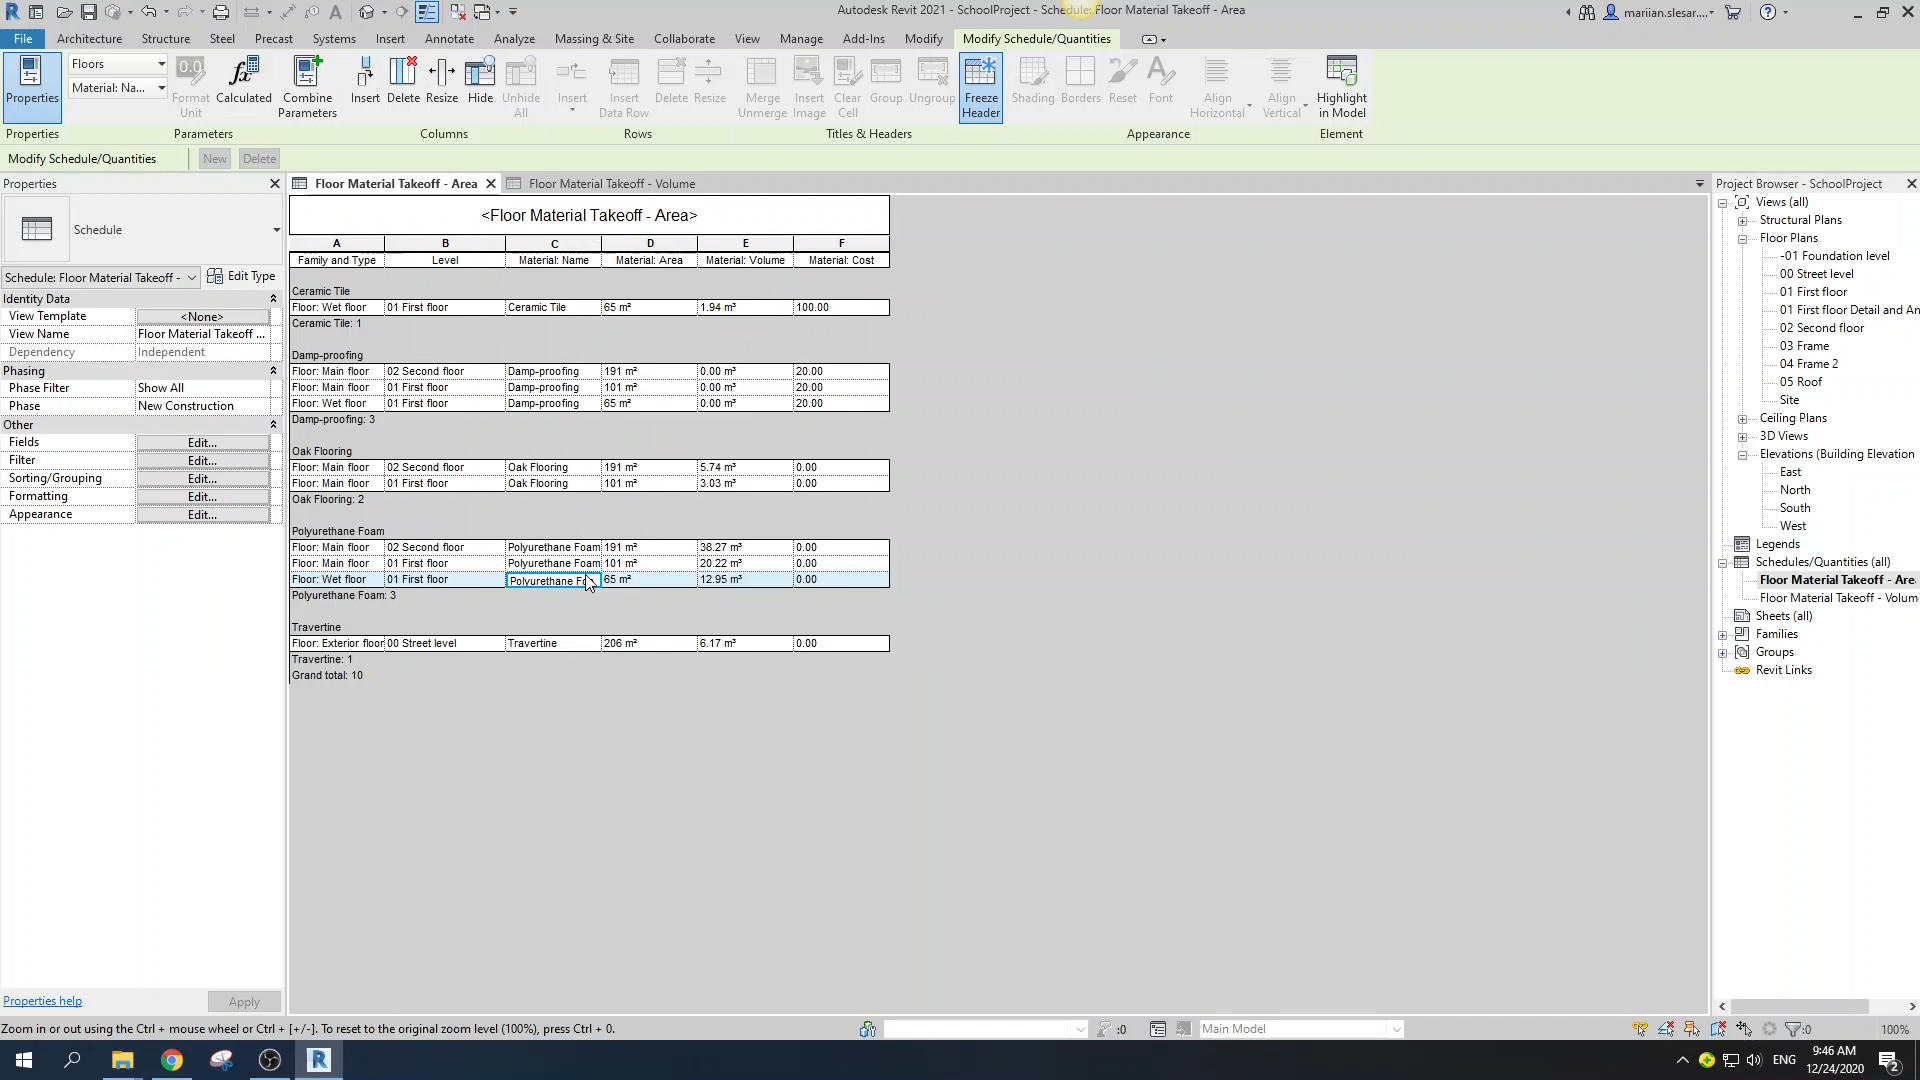 Autodesk Revit 2021 - SchoolProject - Schedule: Floor Material Takeoff - Area
mariian.slesar...
File Architecture Structure Steel Precast Systems Insert Annotate Analyze Massing & Site Collaborate View Manage Add-Ins Modify Modify Schedule/Quantities
Properties
Floors
Material: Na...
Format Unit
Calculated
Combine Parameters
Insert Delete Resize Hide Unhide All
Insert Insert Data Row Delete Resize
Merge Unmerge Insert Image Clear Cell Group Ungroup Freeze Header
Shading Borders Reset Font Align Horizontal Align Vertical
Highlight in Model
Properties Parameters Columns Rows Titles & Headers Appearance Element
Modify Schedule/Quantities New Delete
Properties
Schedule
Schedule: Floor Material Takeoff - Edit Type
Identity Data
View Template <None>
View Name Floor Material Takeoff ...
Dependency Independent
Phasing
Phase Filter Show All
Phase New Construction
Other
Fields Edit...
Filter Edit...
Sorting/Grouping Edit...
Formatting Edit...
Appearance Edit...
Properties help Apply
Floor Material Takeoff - Area Floor Material Takeoff - Volume
<Floor Material Takeoff - Area>
A B C D E F
Family and Type Level Material: Name Material: Area Material: Volume Material: Cost
Ceramic Tile
Floor: Wet floor 01 First floor Ceramic Tile 65 m² 1.94 m³ 100.00
Ceramic Tile: 1
Damp-proofing
Floor: Main floor 02 Second floor Damp-proofing 191 m² 0.00 m³ 20.00
Floor: Main floor 01 First floor Damp-proofing 101 m² 0.00 m³ 20.00
Floor: Wet floor 01 First floor Damp-proofing 65 m² 0.00 m³ 20.00
Damp-proofing: 3
Oak Flooring
Floor: Main floor 02 Second floor Oak Flooring 191 m² 5.74 m³ 0.00
Floor: Main floor 01 First floor Oak Flooring 101 m² 3.03 m³ 0.00
Oak Flooring: 2
Polyurethane Foam
Floor: Main floor 02 Second floor Polyurethane Foam 191 m² 38.27 m³ 0.00
Floor: Main floor 01 First floor Polyurethane Foam 101 m² 20.22 m³ 0.00
Floor: Wet floor 01 First floor Polyurethane 65 m² 12.95 m³ 0.00
Polyurethane Foam: 3
Travertine
Floor: Exterior floor 00 Street level Travertine 206 m² 6.17 m³ 0.00
Travertine: 1
Grand total: 10
Project Browser - SchoolProject
Views (all)
Structural Plans
Floor Plans
-01 Foundation level
00 Street level
01 First floor
01 First floor Detail and An
02 Second floor
03 Frame
04 Frame 2
05 Roof
Site
Ceiling Plans
3D Views
Elevations (Building Elevation
East
North
South
West
Legends
Schedules/Quantities (all)
Floor Material Takeoff - Are
Floor Material Takeoff - Volum
Sheets (all)
Families
Groups
Revit Links
Zoom in or out using the Ctrl + mouse wheel or Ctrl + [+/-]. To reset to the original zoom level (100%), press Ctrl + 0.
:0 Main Model :0 100%
ENG 9:46 AM
12/24/2020
2